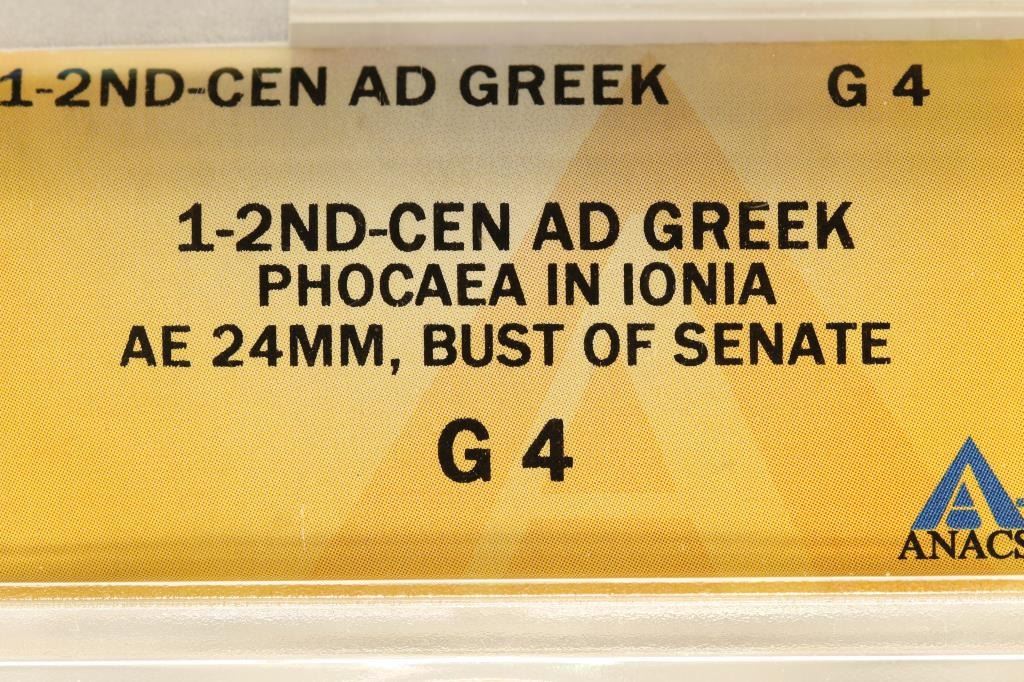 1-2ND-CEN AD GREEK G 4
1-2ND-CEN AD GREEK
PHOCAEA IN IONIA
AE 24MM, BUST OF SENATE
G 4
ANACS